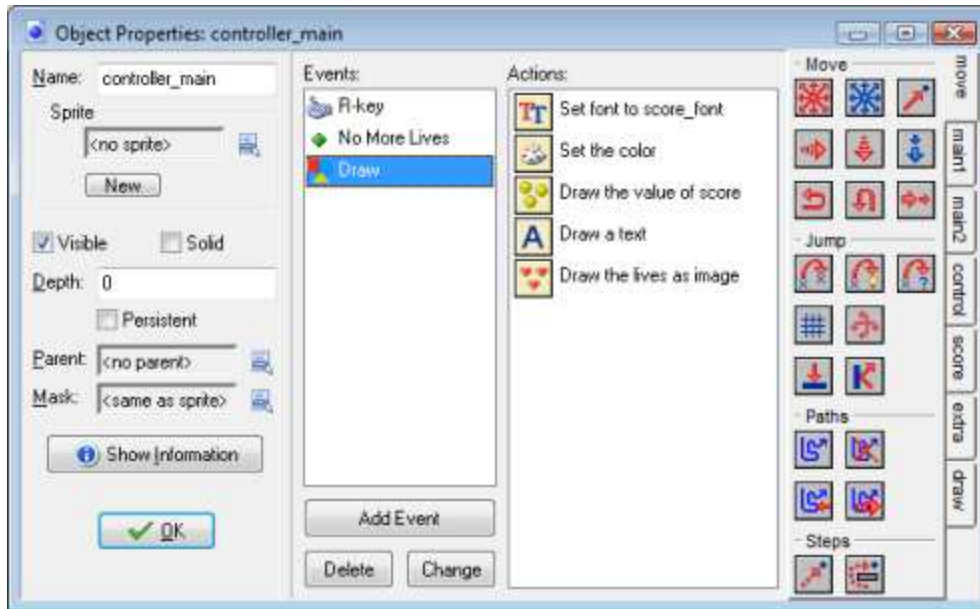 Object Properties: controller_main
Name: controller_main
Sprite
<no sprite>
New
Visible
Solid
Depth: 0
Persistent
Parent: <no parent>
Mask: <same as sprite>
Show Information
OK
Events:
R-key
No More Lives
Draw
Add Event
Delete
Change
Actions:
Set font to score_font
Set the color
Draw the value of score
Draw a text
Draw the lives as image
Move
Jump
Paths
Steps
move
main1
main2
control
score
extra
draw